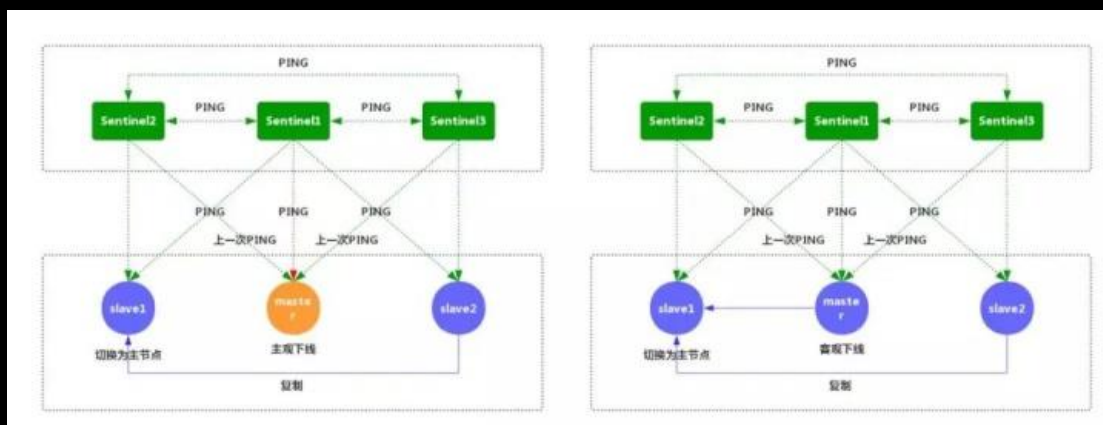 PING
PING
PING
Sentinel2
Sentinel1
Sentinel3
PING
PING
PING
上一次PING
上一次PING
slave1
maste
r
slave2
切换为主节点
主观下线
复制
PING
PING
PING
Sentinel2
Sentinel1
Sentinel3
PING
PING
PING
上一次PING
上一次PING
slave1
maste
r
slave2
切换为主节点
客观下线
复制